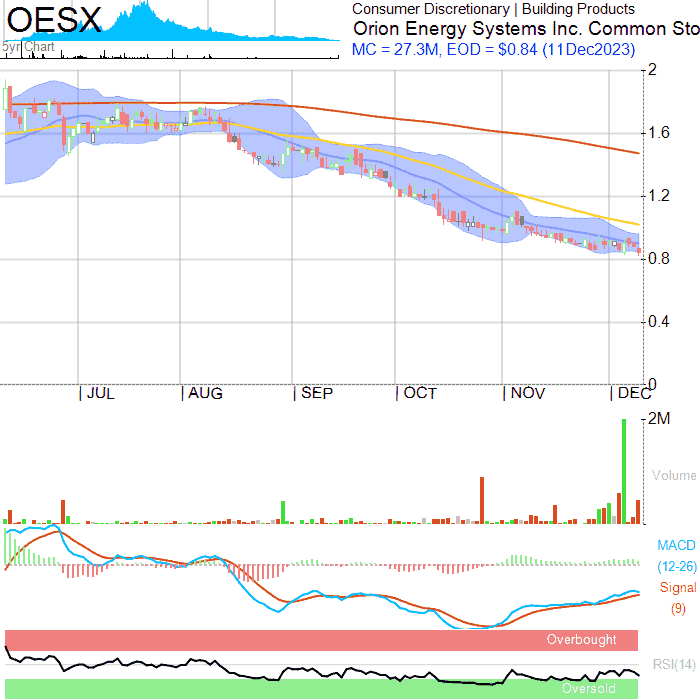 OESX
Consumer Discretionary | Building Products
Orion Energy Systems Inc. Common Sto
MC = 27.3M, EOD = $0.84 (11Dec2023)
5yr Chart
2
1.6
1.2
0.8
0.4
0
JUL
AUG
SEP
OCT
NOV
DEC
2M
Volume
MACD
(12-26)
Signal
(9)
Overbought
RSI(14)
Oversold